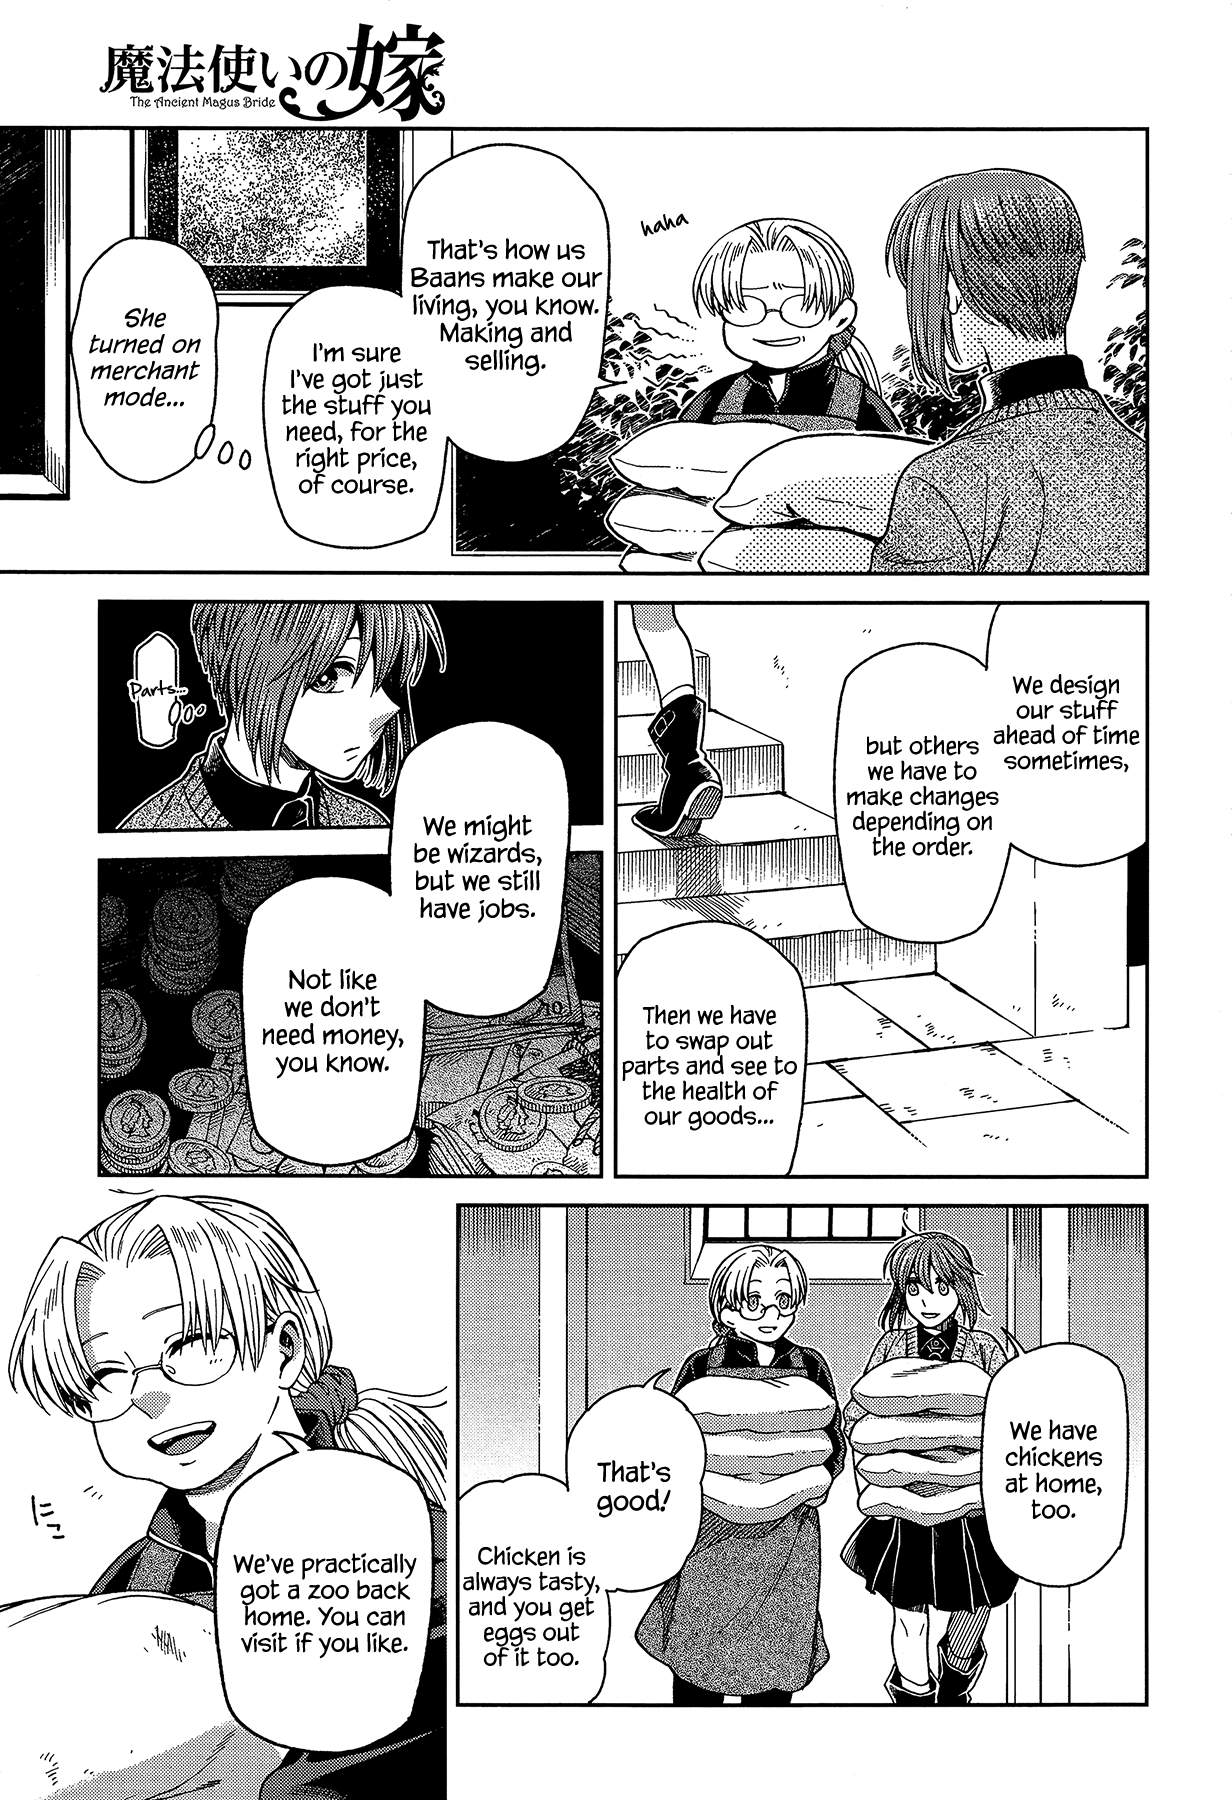 魔法使いの嫁
The Ancient Magus Bride
haha
That's how us
Baans make our
living, you know.
Making and
selling.
I'm sure
I've got just
the stuff you
need, for the
right price,
of course.
She
turned on
merchant
mode...
We design
our stuff
ahead of time
sometimes,
but others
we have to
make changes
depending on
the order.
Then we have
to swap out
parts and see to
the health of
our goods...
Parts...
We might
be wizards,
but we still
have jobs.
Not like
we don't
need money,
you know.
10
We have
chickens
at home,
too.
That's
good!
Chicken is
always tasty,
and you get
eggs out
of it too.
にこ
We've practically
got a zoo back
home. You can
visit if you like.